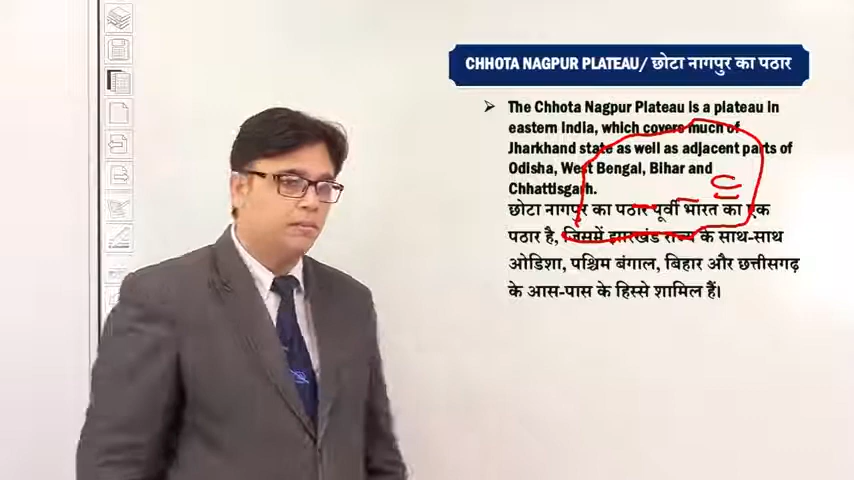 CHHOTA NAGPUR PLATEAU/ छोटा नागपुर का पठार
The Chhota Nagpur Plateau is a plateau in
eastern India, which covers much of
Jharkhand state as well as adjacent parts of
Odisha, West Bengal, Bihar and
Chhattisgarh.
छोटा नागपुर का पठार पूर्वी भारत का एक
पठार है, जिसमें झारखंड राज्य के साथ-साथ
ओडिशा, पश्चिम बंगाल, बिहार और छत्तीसगढ़
के आस-पास के हिस्से शामिल हैं।